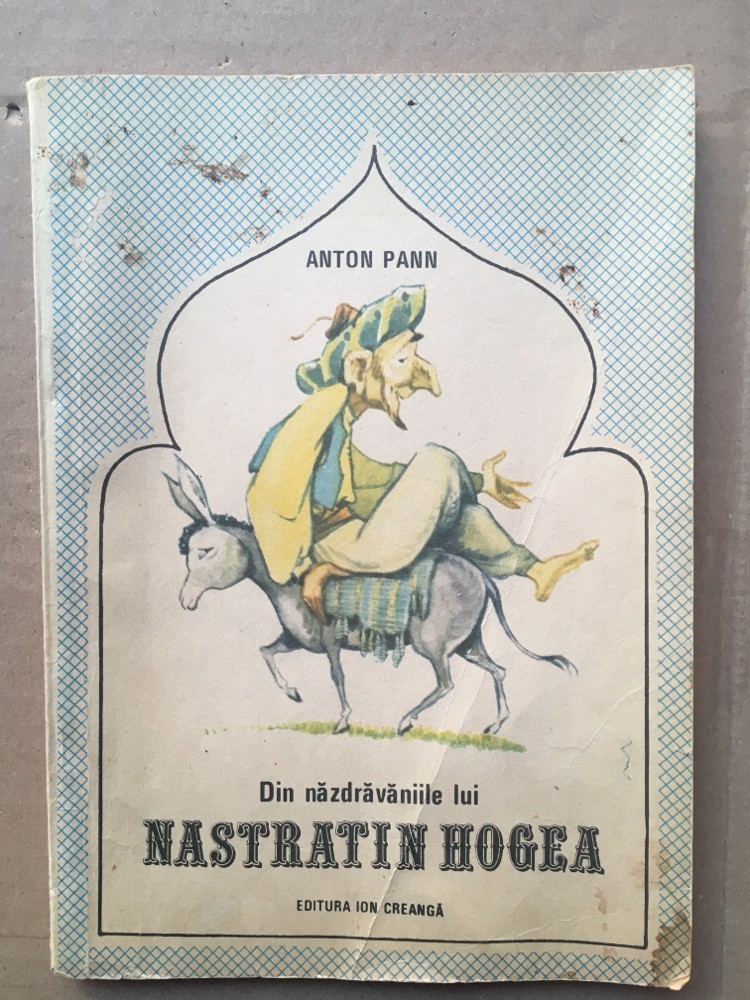 ANTON PANN
Din năzdrăvăniile lui
NASTRATIN HOGEA
EDITURA ION CREANGĂ